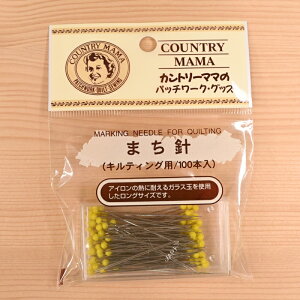 COUNTRY MAMA
PATCHWORK QUILT SEWING
COUNTRY
MAMA
カントリーママの
パッチワーク・グッズ
MARKING NEEDLE FOR QUILTING
まち針
(キルティング用/100本入)
アイロンの熱に耐えるガラス玉を使用
したロングサイズです。